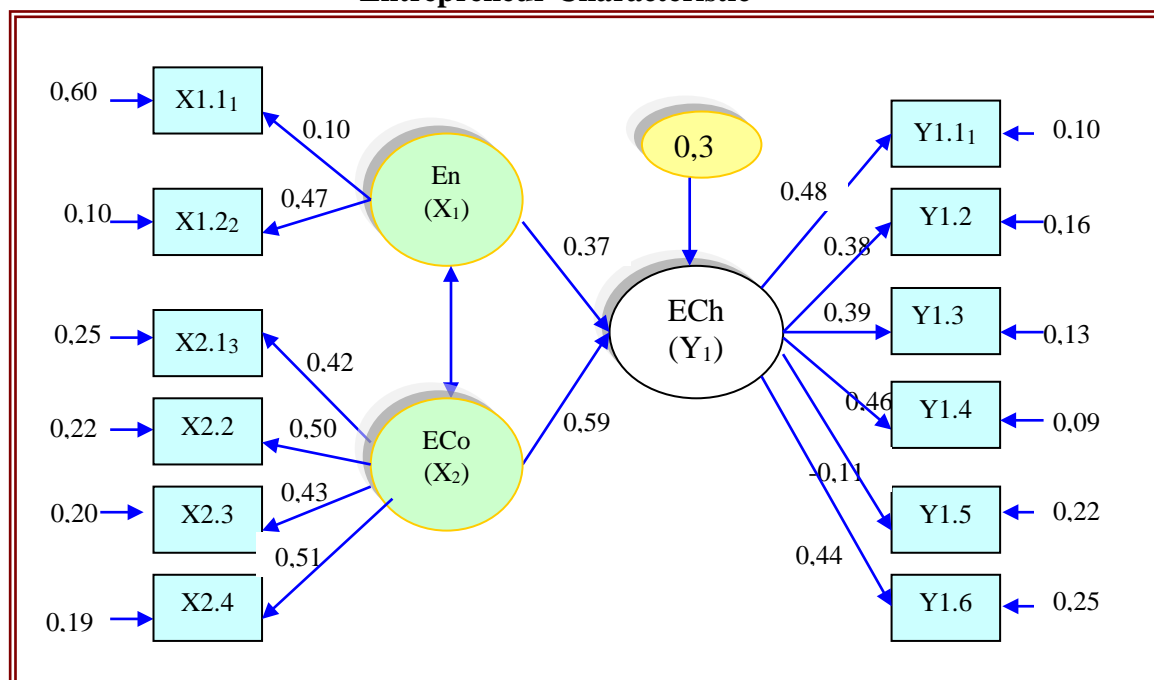 Entrepreneur Characteristic
0,60
X1.1₁
0,10
0,10
X1.2₂
0,47
En
(X₁)
0,25
X2.1₃
0,42
0,22
X2.2
0,50
ECo
(X₂)
0,20
X2.3
0,43
0,19
X2.4
0,51
0,37
0,59
0,3
ECh
(Y₁)
0,48
Y1.1₁
0,10
0,38
Y1.2
0,16
0,39
Y1.3
0,13
0,46
Y1.4
0,09
-0,11
Y1.5
0,22
0,44
Y1.6
0,25